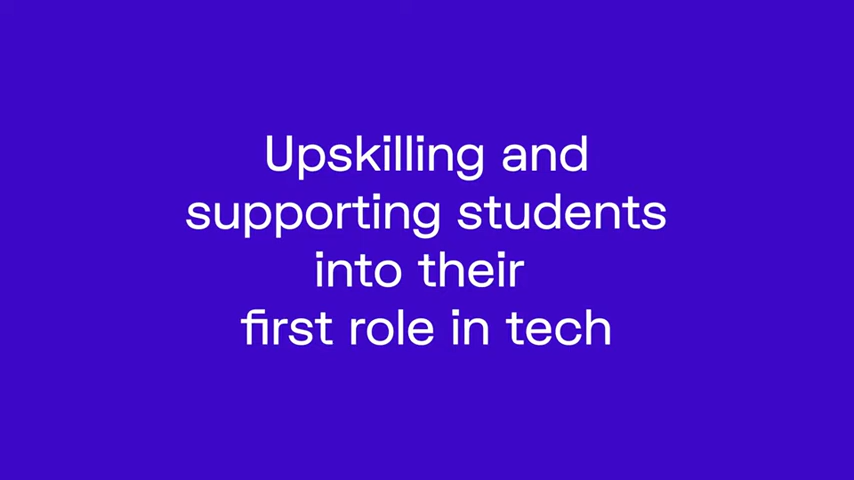 Upskilling and
supporting students
into their
first role in tech